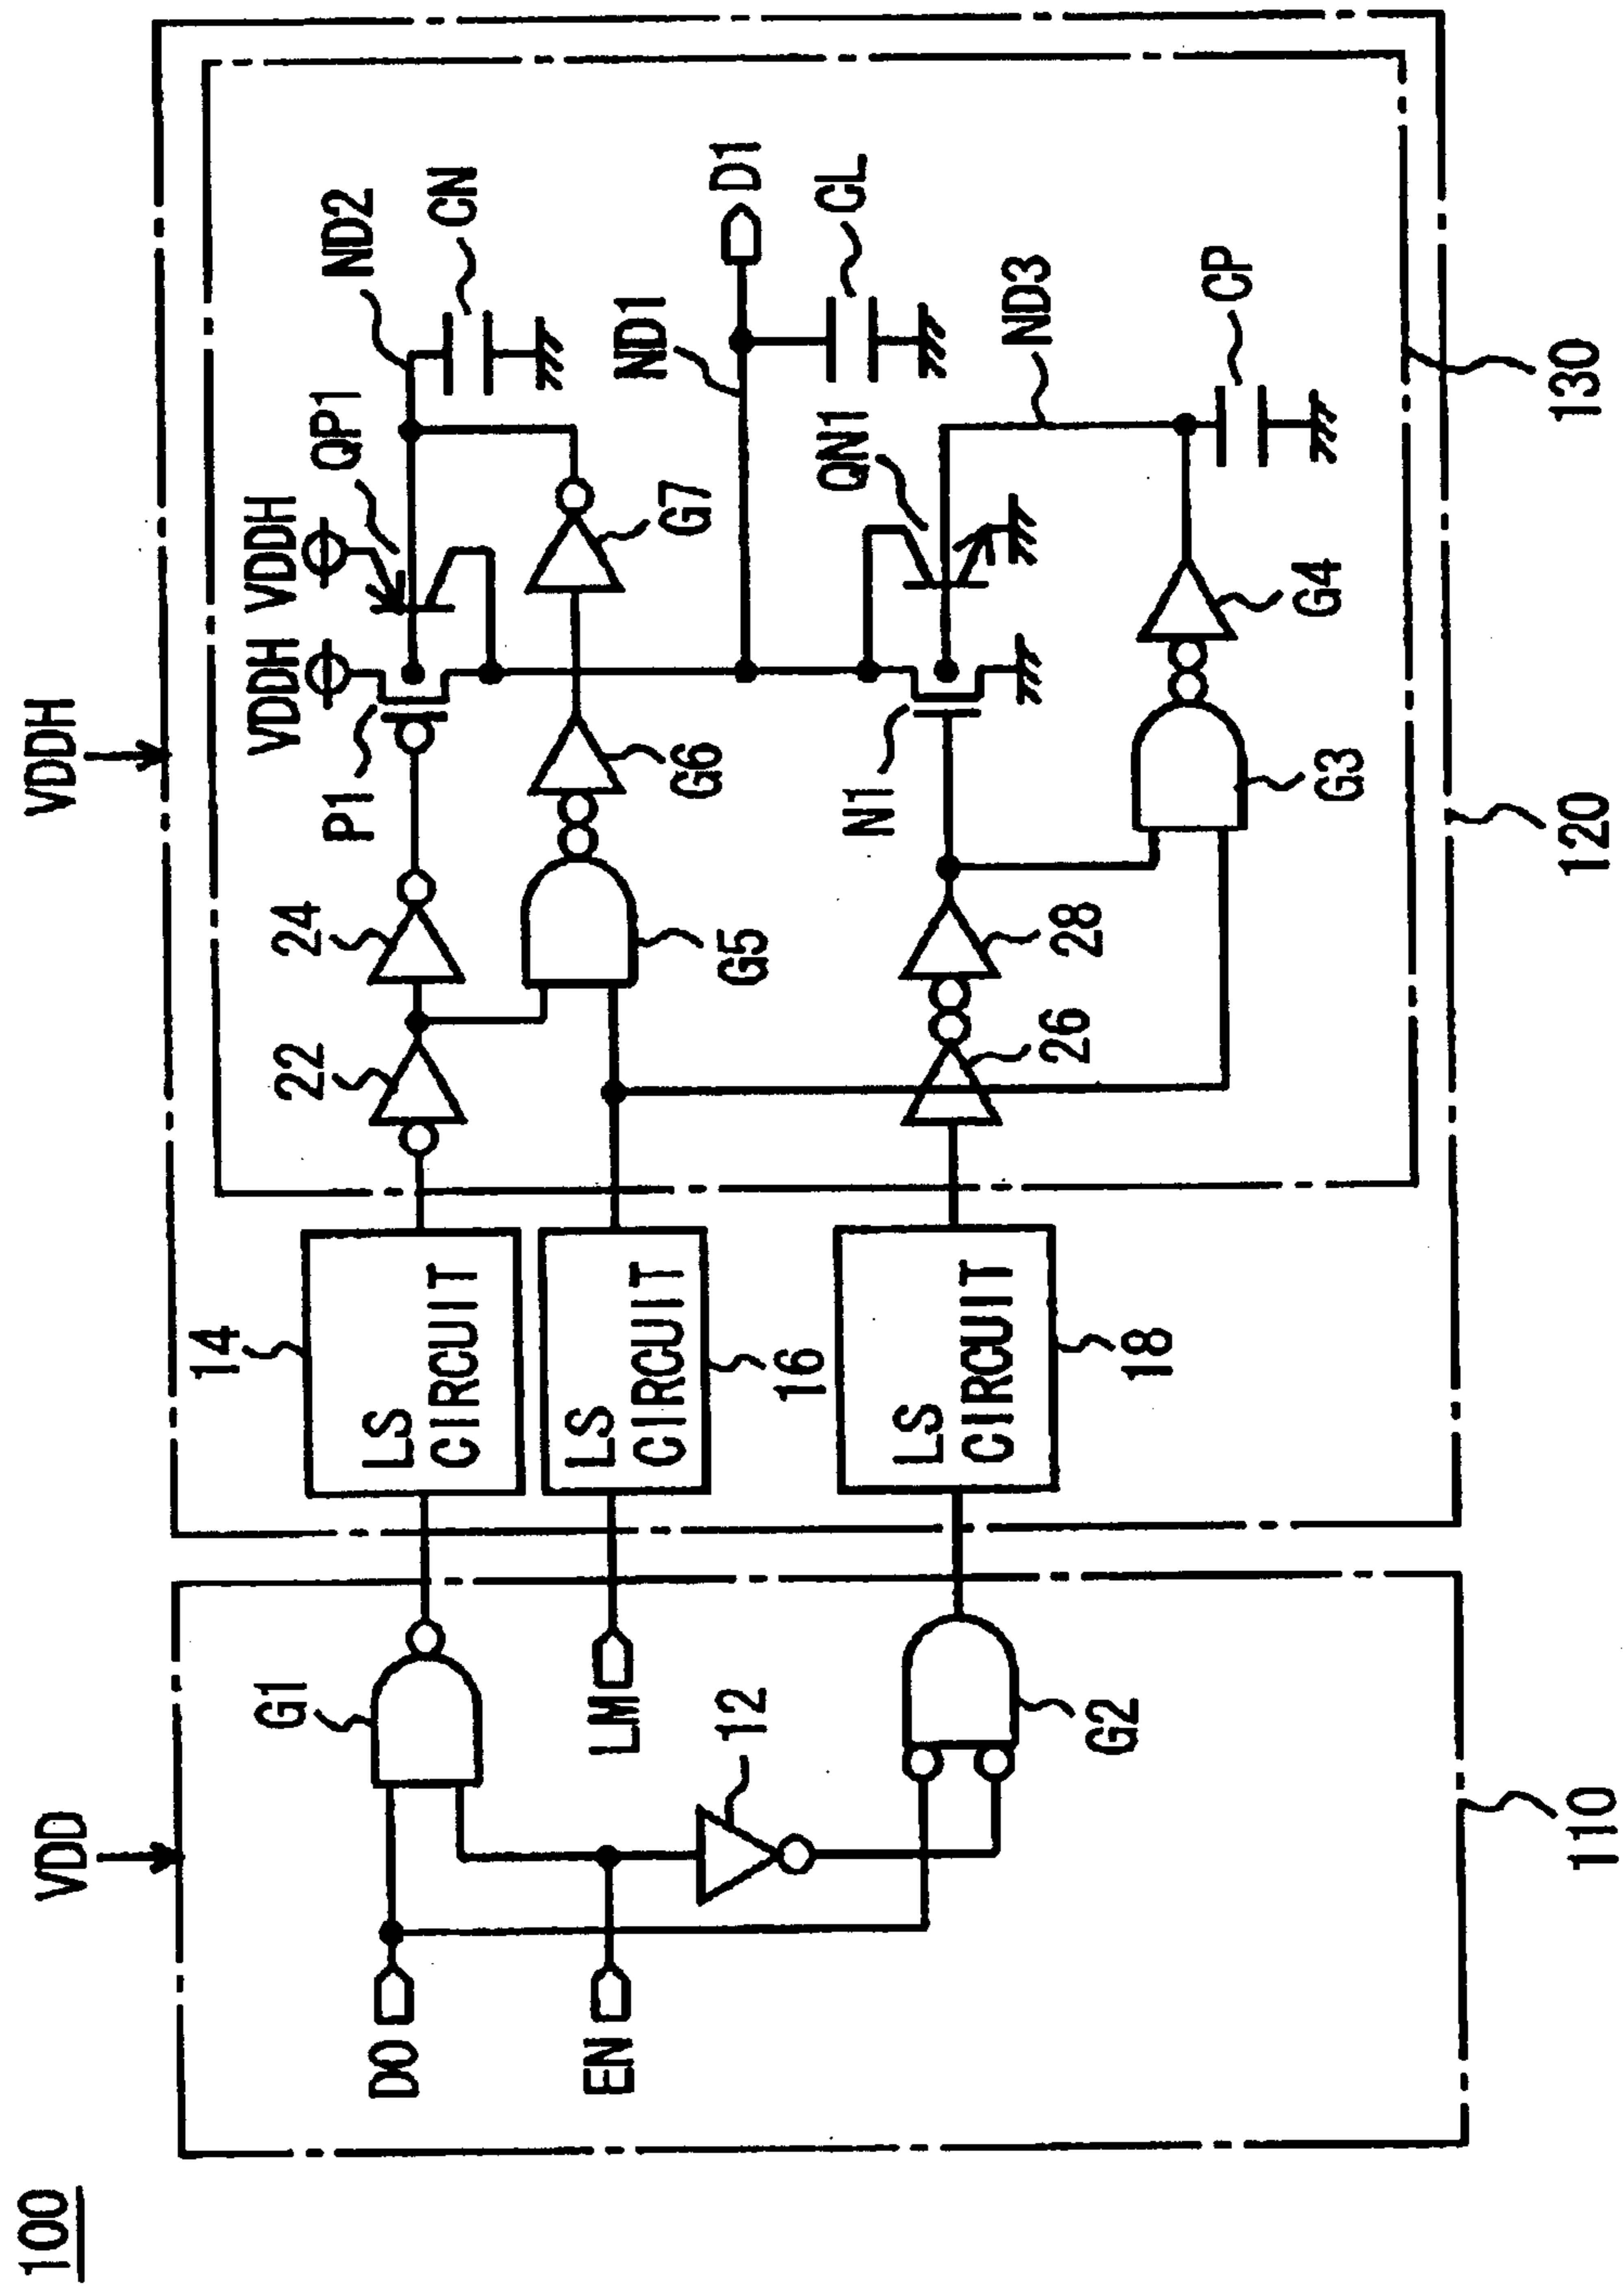 100
VDD
VDDH
DO
EN
G1
LM
12
G2
110
14
LS
CIRCUIT
LS
CIRCUIT
16
LS
CIRCUIT
18
22
24
P1
VDDH
VDDH
QP1
ND2
CN
G5
G6
G7
ND1
D1
CL
26
28
N1
QN1
ND3
G3
G4
CP
120
130